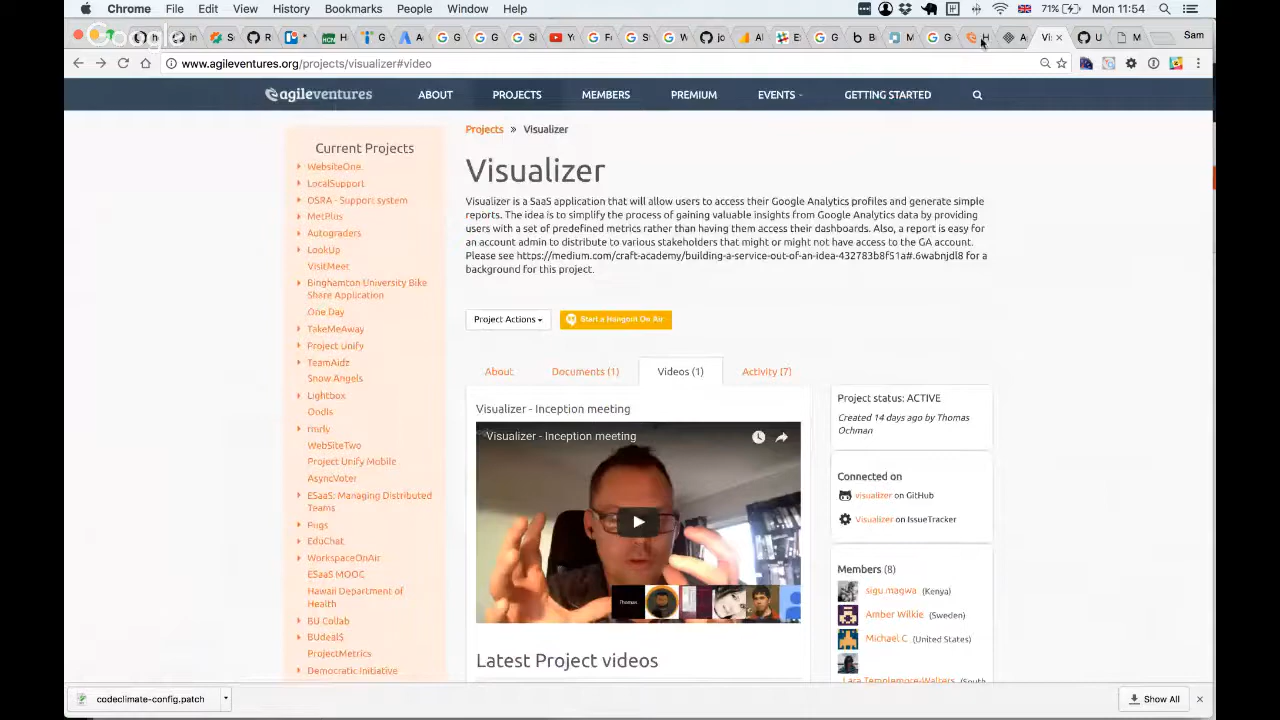 Chrome File Edit View History Bookmarks People Window Help 71% Mon 11:54
Sam
www.agileventures.org/projects/visualizer#video
agileventures ABOUT PROJECTS MEMBERS PREMIUM EVENTS GETTING STARTED
Projects » Visualizer
Visualizer
Visualizer is a SaaS application that will allow users to access their Google Analytics profiles and generate simple
reports. The idea is to simplify the process of gaining valuable insights from Google Analytics data by providing
users with a set of predefined metrics rather than having them access their dashboards. Also, a report is easy for
an account admin to distribute to various stakeholders that might or might not have access to the GA account.
Please see https://medium.com/craft-academy/building-a-service-out-of-an-idea-432783b8f51a#.6wabnjdl8 for a
background for this project.
Project Actions
Start a Hangout On Air
About Documents (1) Videos (1) Activity (7)
Visualizer - Inception meeting
Visualizer - Inception meeting
Thomas
Latest Project videos
Current Projects
WebsiteOne
LocalSupport
OSRA - Support system
MetPlus
Autograders
LookUp
VisitMeet
Binghamton University Bike
Share Application
One Day
TakeMeAway
Project Unify
TeamAidz
Snow Angels
Lightbox
Oodls
rmrly
WebSiteTwo
Project Unify Mobile
AsyncVoter
ESaaS: Managing Distributed
Teams
Pugs
EduChat
WorkspaceOnAir
ESaaS MOOC
Hawaii Department of
Health
BU Collab
BUdeal$
ProjectMetrics
Democratic Initiative
Project status: ACTIVE
Created 14 days ago by Thomas
Ochman
Connected on
visualizer on GitHub
Visualizer on IssueTracker
Members (8)
sigu magwa (Kenya)
Amber Wilkie (Sweden)
Michael C (United States)
Lara Templemore-Walters (South
codeclimate-config.patch
Show All